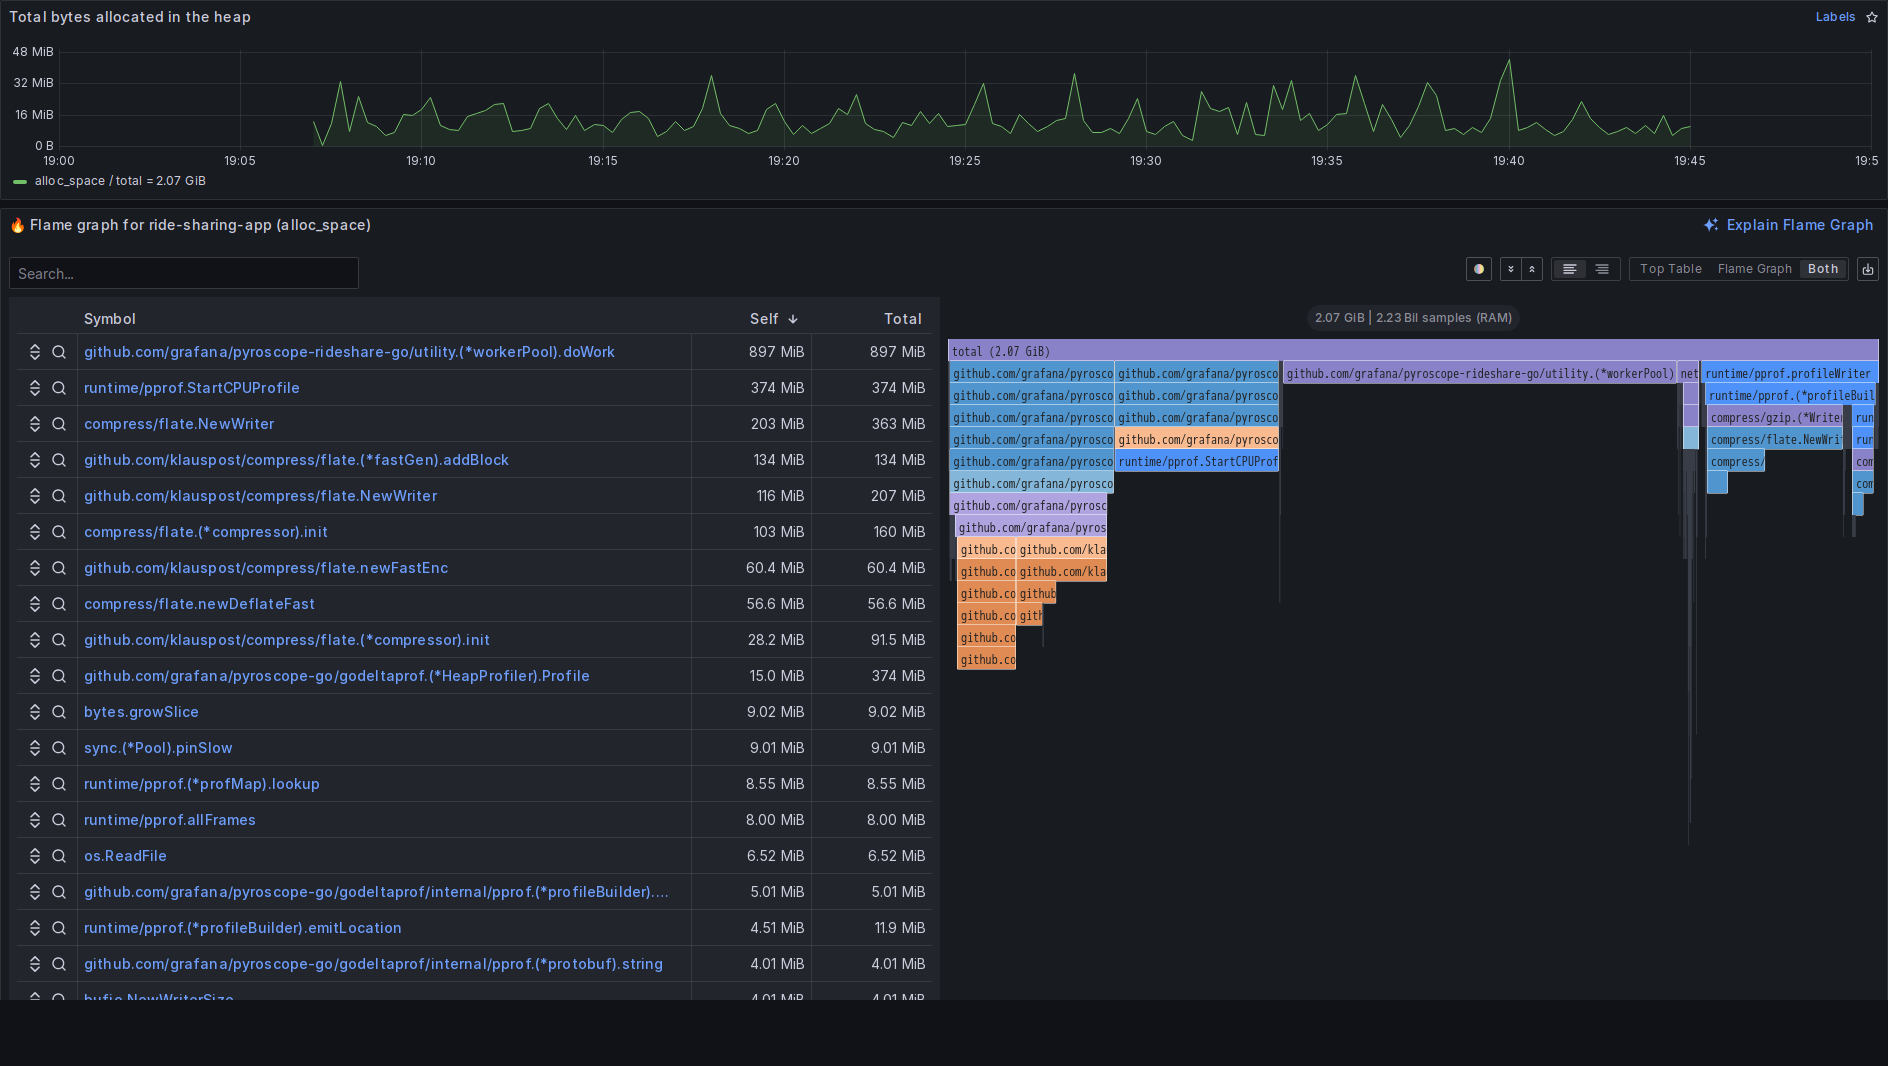 Total bytes allocated in the heap
Labels
48 MiB
32 MiB
16 MiB
0 B
19:00 19:05 19:10 19:15 19:20 19:25 19:30 19:35 19:40 19:45 19:5
alloc_space / total = 2.07 GiB
Flame graph for ride-sharing-app (alloc_space)
Explain Flame Graph
Search...
Top Table Flame Graph Both
Symbol Self Total
github.com/grafana/pyroscope-rideshare-go/utility.(*workerPool).doWork 897 MiB 897 MiB
runtime/pprof.StartCPUProfile 374 MiB 374 MiB
compress/flate.NewWriter 203 MiB 363 MiB
github.com/klauspost/compress/flate.(*fastGen).addBlock 134 MiB 134 MiB
github.com/klauspost/compress/flate.NewWriter 116 MiB 207 MiB
compress/flate.(*compressor).init 103 MiB 160 MiB
github.com/klauspost/compress/flate.newFastEnc 60.4 MiB 60.4 MiB
compress/flate.newDeflateFast 56.6 MiB 56.6 MiB
github.com/klauspost/compress/flate.(*compressor).init 28.2 MiB 91.5 MiB
github.com/grafana/pyroscope-go/godeltaprof.(*HeapProfiler).Profile 15.0 MiB 374 MiB
bytes.growSlice 9.02 MiB 9.02 MiB
sync.(*Pool).pinSlow 9.01 MiB 9.01 MiB
runtime/pprof.(*profMap).lookup 8.55 MiB 8.55 MiB
runtime/pprof.allFrames 8.00 MiB 8.00 MiB
os.ReadFile 6.52 MiB 6.52 MiB
github.com/grafana/pyroscope-go/godeltaprof/internal/pprof.(*profileBuilder).... 5.01 MiB 5.01 MiB
runtime/pprof.(*profileBuilder).emitLocation 4.51 MiB 11.9 MiB
github.com/grafana/pyroscope-go/godeltaprof/internal/pprof.(*protobuf).string 4.01 MiB 4.01 MiB
bufio.NewWriterSize 4.01 MiB 4.01 MiB
2.07 GiB | 2.23 Bil samples (RAM)
total (2.07 GiB)
github.com/grafana/pyrosco github.com/grafana/pyrosco github.com/grafana/pyroscope-rideshare-go/utility.(*workerPool) net runtime/pprof.profileWriter
github.com/grafana/pyrosco github.com/grafana/pyrosco runtime/pprof.(*profileBuil
github.com/grafana/pyrosco github.com/grafana/pyrosco compress/gzip.(*Writer run
github.com/grafana/pyrosco github.com/grafana/pyrosco compress/flate.NewWri run
github.com/grafana/pyrosco runtime/pprof.StartCPUProf compress/ com
github.com/grafana/pyrosco com
github.com/grafana/pyrosc
github.com/grafana/pyros
github.co github.com/kla
github.co github.com/kla
github.co github
github.co gith
github.co
github.co